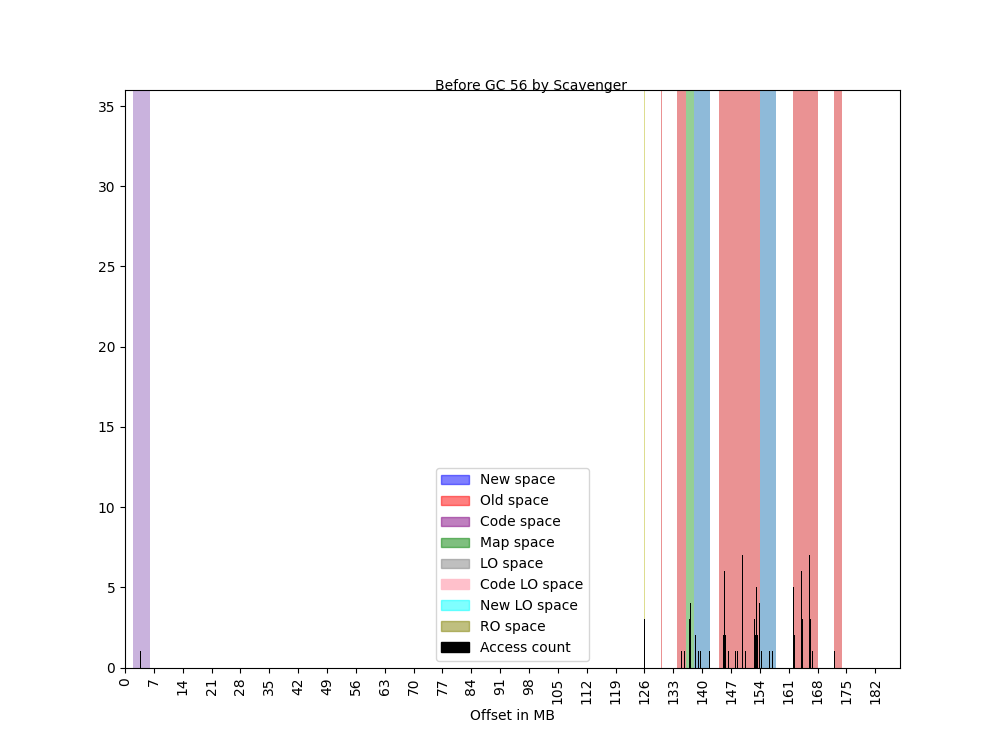 Before GC 56 by Scavenger
35
30
25
20
15
10
5
0
New space
Old space
Code space
Map space
LO space
Code LO space
New LO space
RO space
Access count
0 7 14 21 28 35 42 49 56 63 70 77 84 91 98 105 112 119 126 133 140 147 154 161 168 175 182
Offset in MB